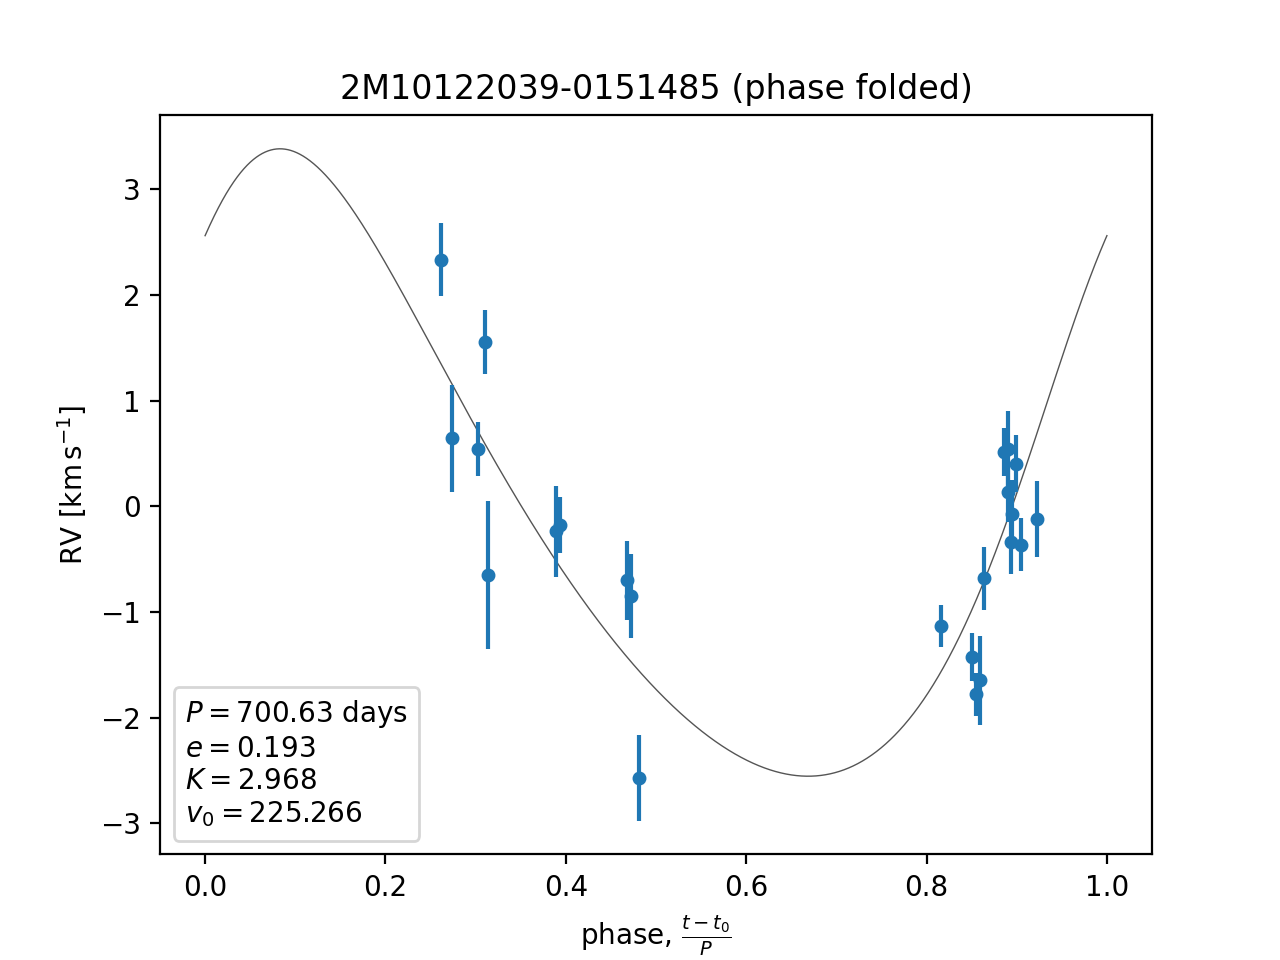 2M10122039-0151485 (phase folded)
RV [km s⁻¹]
3
2
1
0
−1
−2
−3
P = 700.63 days
e = 0.193
K = 2.968
v₀ = 225.266
0.0 0.2 0.4 0.6 0.8 1.0
phase, (t − t₀)/P